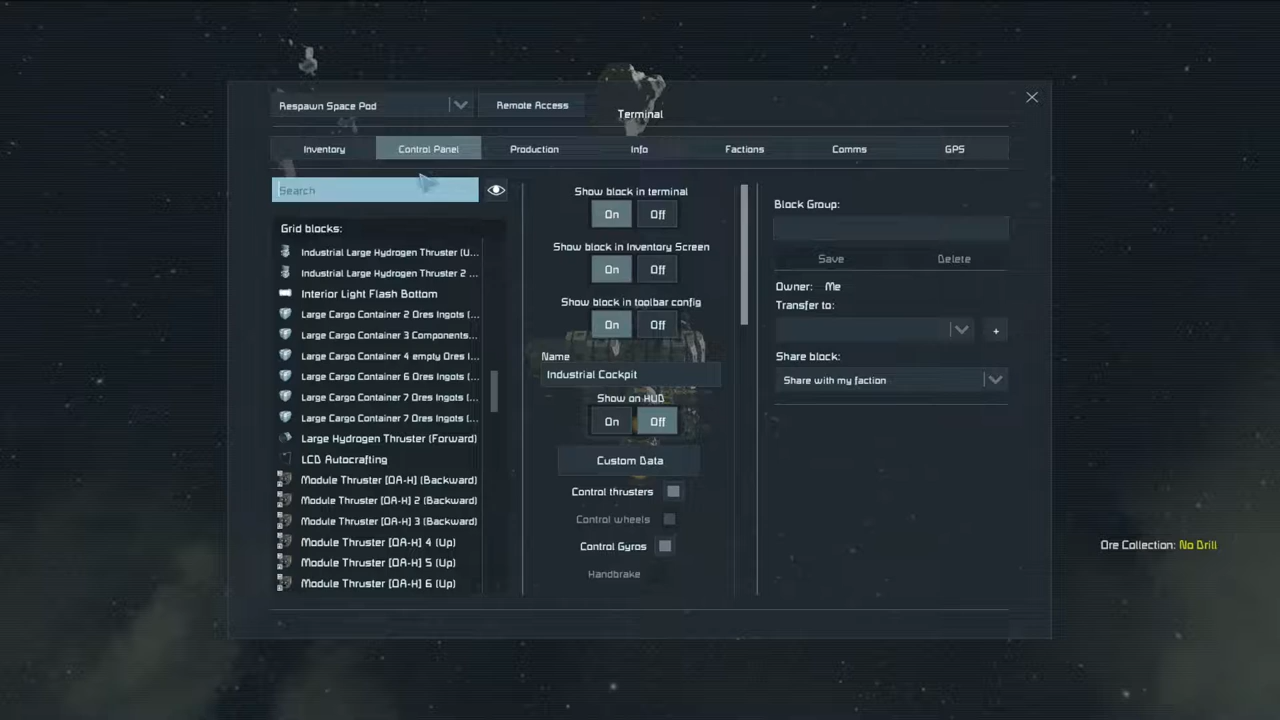 Respawn Space Pod
Remote Access
Terminal
Inventory
Control Panel
Production
Info
Factions
Comms
GPS
Search
Grid blocks:
Industrial Large Hydrogen Thruster (U...
Industrial Large Hydrogen Thruster 2 ...
Interior Light Flash Bottom
Large Cargo Container 2 Ores Ingots (...
Large Cargo Container 3 Components...
Large Cargo Container 4 empty Ores I...
Large Cargo Container 6 Ores Ingots (...
Large Cargo Container 7 Ores Ingots (...
Large Cargo Container 7 Ores Ingots (...
Large Hydrogen Thruster (Forward)
LCD Autocrafting
Module Thruster [OA-H] (Backward)
Module Thruster [OA-H] 2 (Backward)
Module Thruster [OA-H] 3 (Backward)
Module Thruster [OA-H] 4 (Up)
Module Thruster [OA-H] 5 (Up)
Module Thruster [OA-H] 6 (Up)
Show block in terminal
On Off
Show block in Inventory Screen
On Off
Show block in toolbar config
On Off
Name
Industrial Cockpit
Show on HUD
On Off
Custom Data
Control thrusters
Control wheels
Control Gyros
Handbrake
Block Group:
Save Delete
Owner: Me
Transfer to:
+
Share block:
Share with my faction
Ore Collection: No Drill